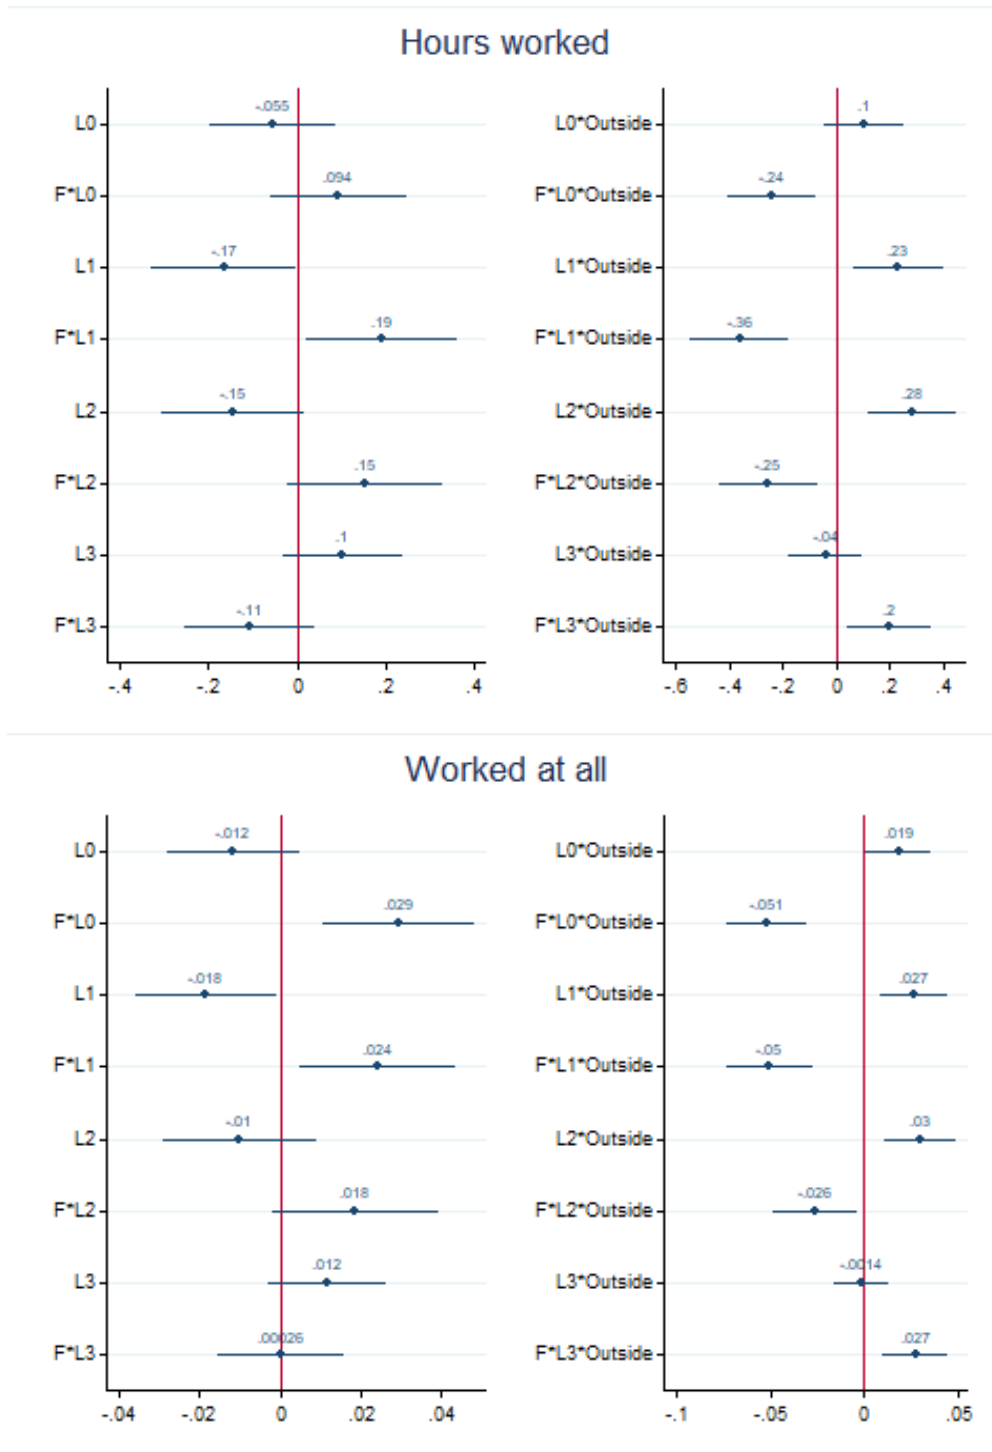 Hours worked
L0
-.055
F*L0
.094
L1
-.17
F*L1
.19
L2
-.15
F*L2
.15
L3
.1
F*L3
-.11
-.4 -.2 0 .2 .4
L0*Outside
.1
F*L0*Outside
-.24
L1*Outside
.23
F*L1*Outside
-.36
L2*Outside
.28
F*L2*Outside
-.25
L3*Outside
-.04
F*L3*Outside
.2
-.6 -.4 -.2 0 .2 .4
Worked at all
L0
-.012
F*L0
.029
L1
-.018
F*L1
.024
L2
-.01
F*L2
.018
L3
.012
F*L3
.00026
-.04 -.02 0 .02 .04
L0*Outside
.019
F*L0*Outside
-.051
L1*Outside
.027
F*L1*Outside
-.05
L2*Outside
.03
F*L2*Outside
-.026
L3*Outside
-.0014
F*L3*Outside
.027
-.1 -.05 0 .05